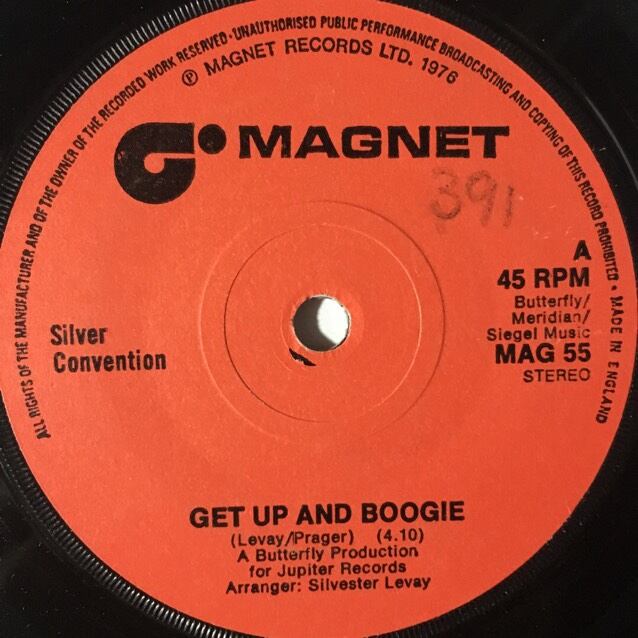 ALL RIGHTS OF THE MANUFACTURER AND OF THE OWNER OF THE RECORDED WORK RESERVED · UNAUTHORISED PUBLIC PERFORMANCE BROADCASTING AND COPYING OF THIS RECORD PROHIBITED • MADE IN ENGLAND
℗ MAGNET RECORDS LTD. 1976
MAGNET
391
A
45 RPM
Butterfly/
Meridian/
Siegel Music
MAG 55
STEREO
Silver
Convention
GET UP AND BOOGIE
(Levay/Prager) (4.10)
A Butterfly Production
for Jupiter Records
Arranger: Silvester Levay